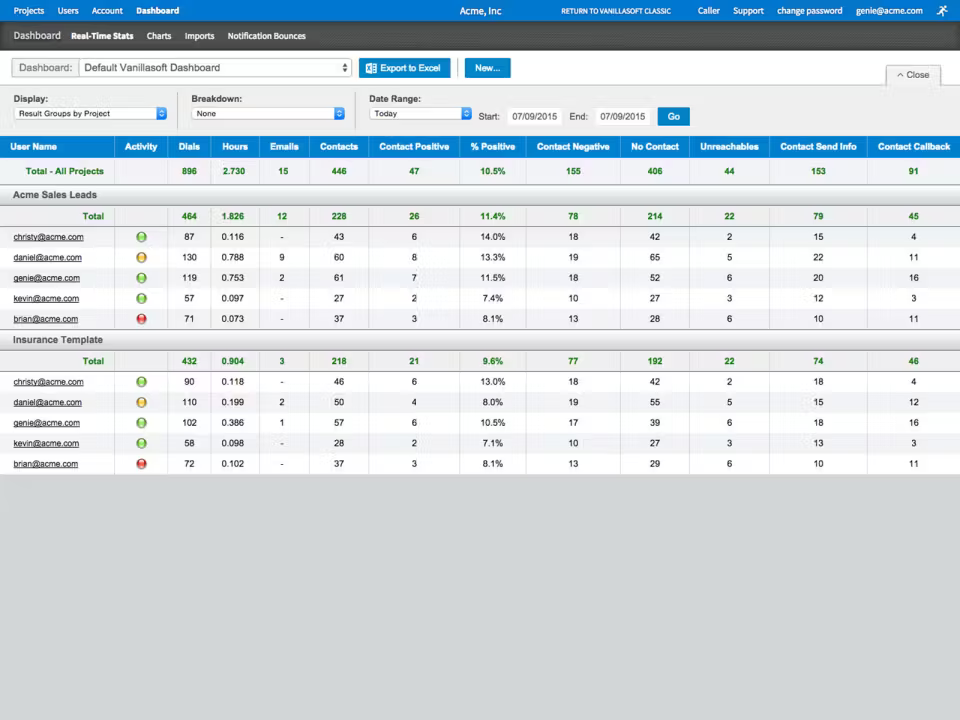 Projects Users Account Dashboard Acme, Inc RETURN TO VANILLASOFT CLASSIC Caller Support change password genie@acme.com
Dashboard Real-Time Stats Charts Imports Notification Bounces
Dashboard: Default Vanillasoft Dashboard Export to Excel New... Close
Display: Breakdown: Date Range:
Result Groups by Project None Today Start: 07/09/2015 End: 07/09/2015 Go
User Name Activity Dials Hours Emails Contacts Contact Positive % Positive Contact Negative No Contact Unreachables Contact Send Info Contact Callback
Total - All Projects 896 2.730 15 446 47 10.5% 155 406 44 153 91
Acme Sales Leads
Total 464 1.826 12 228 26 11.4% 78 214 22 79 45
christy@acme.com 87 0.116 - 43 6 14.0% 18 42 2 15 4
daniel@acme.com 130 0.788 9 60 8 13.3% 19 65 5 22 11
genie@acme.com 119 0.753 2 61 7 11.5% 18 52 6 20 16
kevin@acme.com 57 0.097 - 27 2 7.4% 10 27 3 12 3
brian@acme.com 71 0.073 - 37 3 8.1% 13 28 6 10 11
Insurance Template
Total 432 0.904 3 218 21 9.6% 77 192 22 74 46
christy@acme.com 90 0.118 - 46 6 13.0% 18 42 2 18 4
daniel@acme.com 110 0.199 2 50 4 8.0% 19 55 5 15 12
genie@acme.com 102 0.386 1 57 6 10.5% 17 39 6 18 16
kevin@acme.com 58 0.098 - 28 2 7.1% 10 27 3 13 3
brian@acme.com 72 0.102 - 37 3 8.1% 13 29 6 10 11